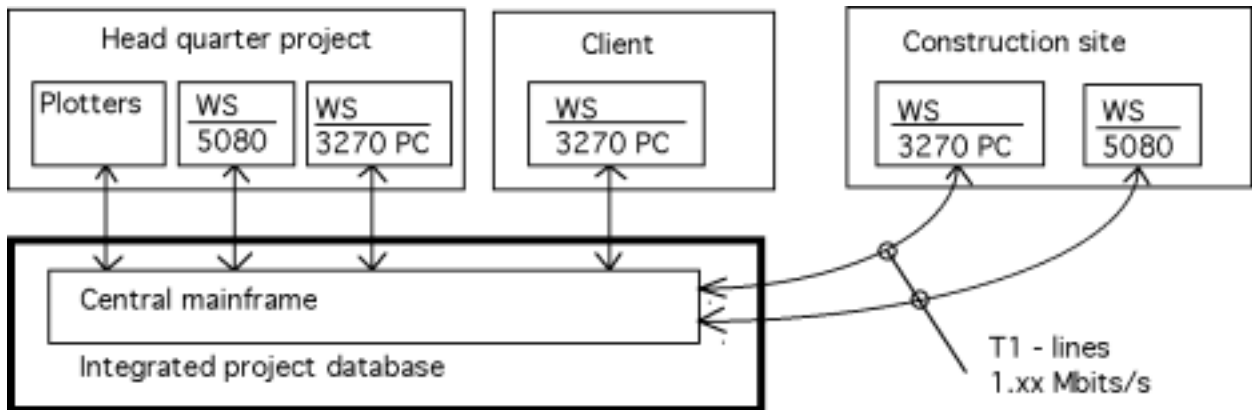 Head quarter project
Plotters
WS
5080
WS
3270 PC
Client
WS
3270 PC
Construction site
WS
3270 PC
WS
5080
Central mainframe
Integrated project database
T1 - lines
1.xx Mbits/s